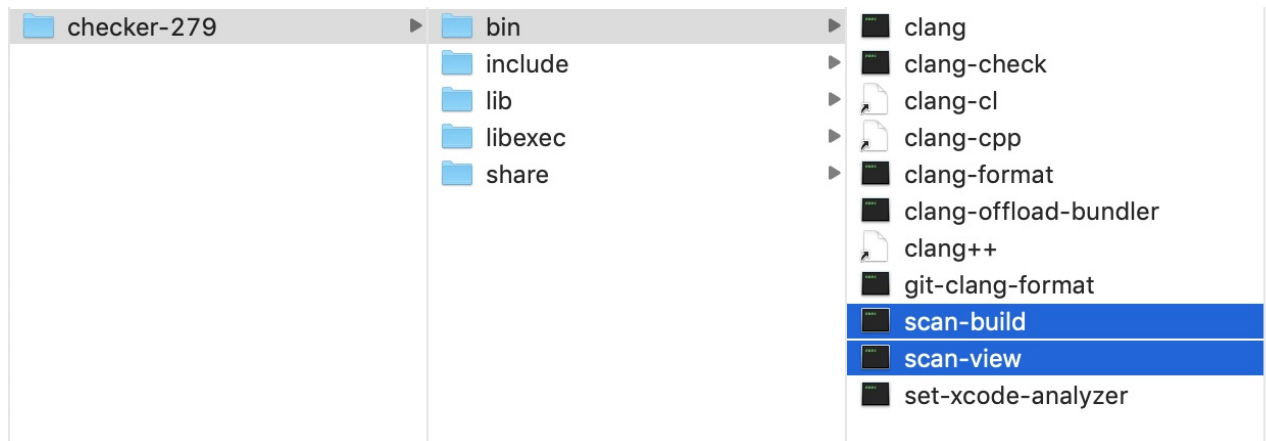 checker-279
bin
include
lib
libexec
share
clang
clang-check
clang-cl
clang-cpp
clang-format
clang-offload-bundler
clang++
git-clang-format
scan-build
scan-view
set-xcode-analyzer